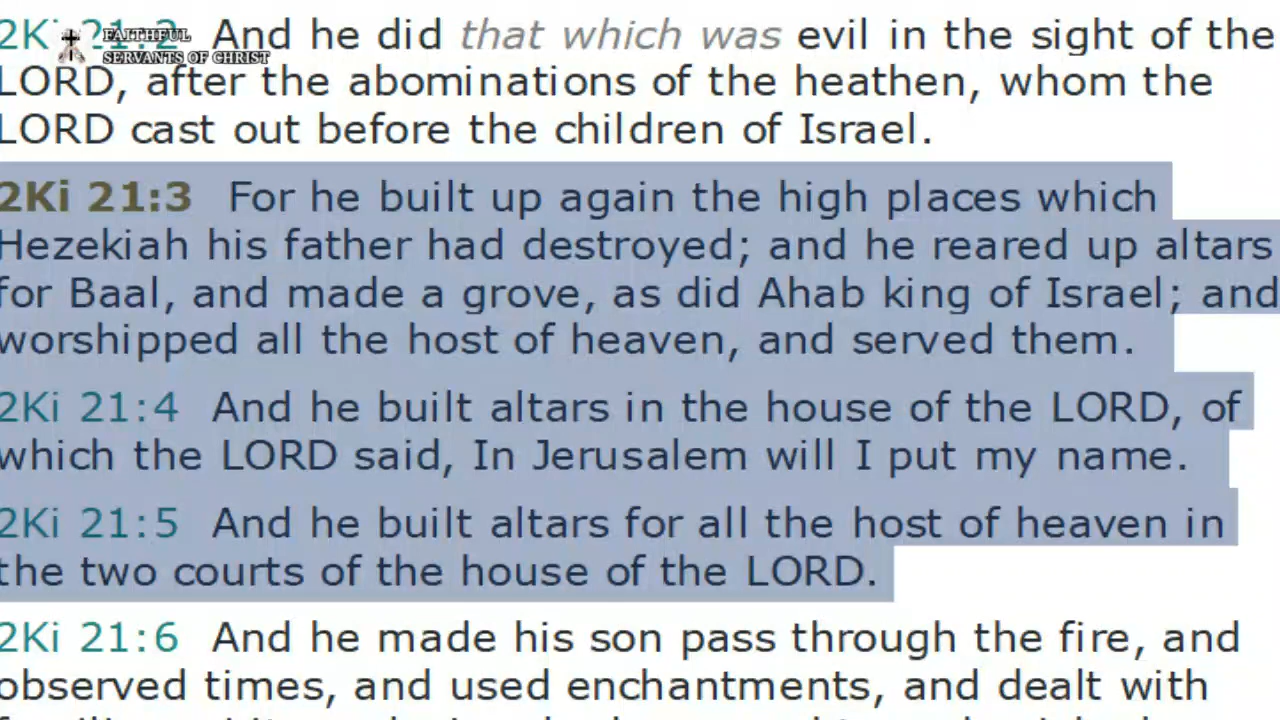 2Ki 21:2 And he did that which was evil in the sight of the
FAITHFUL
SERVANTS OF CHRIST
LORD, after the abominations of the heathen, whom the
LORD cast out before the children of Israel.
2Ki 21:3 For he built up again the high places which
Hezekiah his father had destroyed; and he reared up altars
for Baal, and made a grove, as did Ahab king of Israel; and
worshipped all the host of heaven, and served them.
2Ki 21:4 And he built altars in the house of the LORD, of
which the LORD said, In Jerusalem will I put my name.
2Ki 21:5 And he built altars for all the host of heaven in
the two courts of the house of the LORD.
2Ki 21:6 And he made his son pass through the fire, and
observed times, and used enchantments, and dealt with